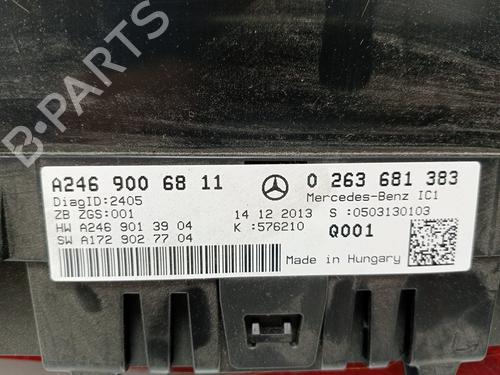 B-PARTS
A246 900 68 11 0 263 681 383
DiagID:2405 Mercedes-Benz IC1
ZB ZGS:001 14 12 2013 S :0503130103
HW A246 901 39 04 K :576210 Q001
SW A172 902 77 04
Made in Hungary